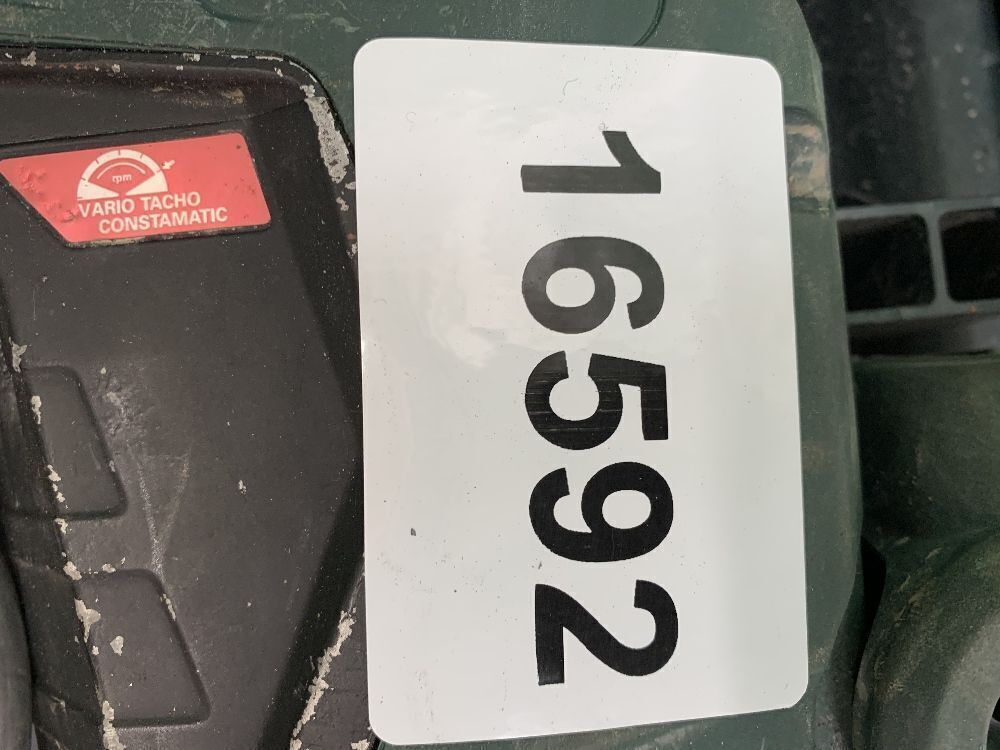 rpm
VARIO TACHO
CONSTAMATIC
16592